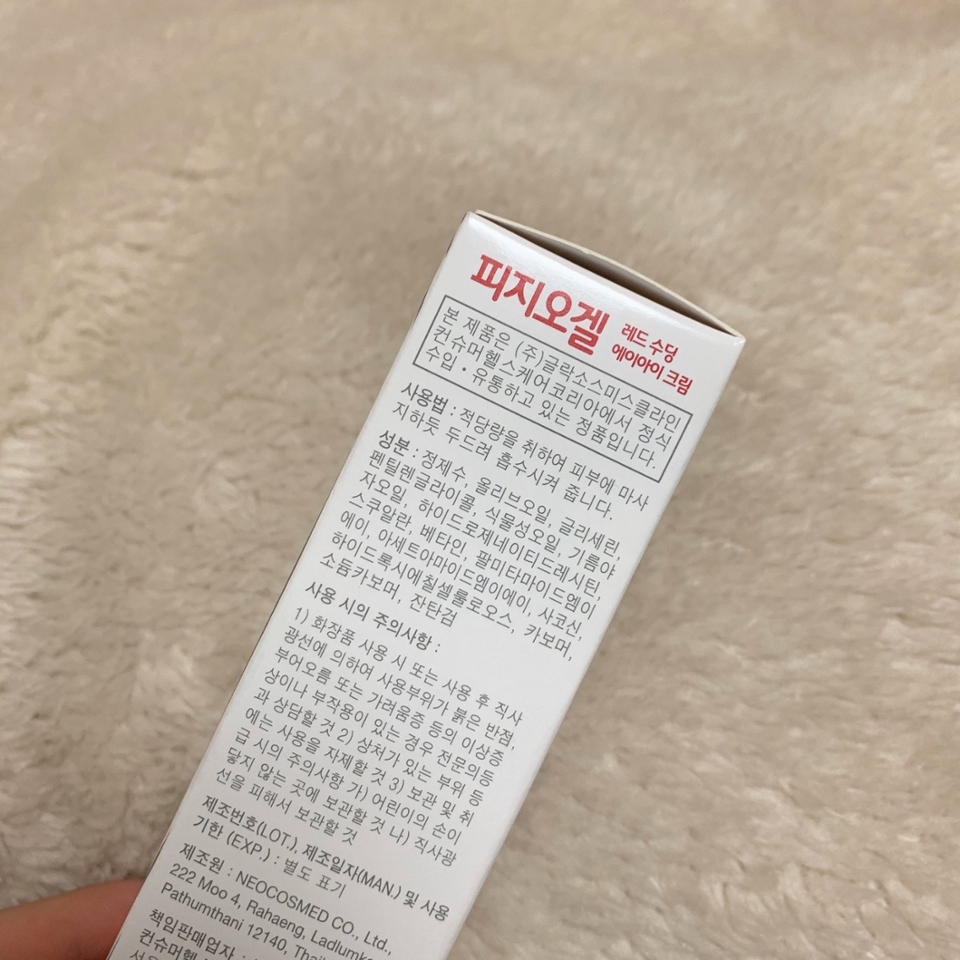 피지오겔
레드 수딩
에이아이 크림
본 제품은 (주)글락소스미스클라인
컨슈머헬스케어코리아에서 정식
수입·유통하고 있는 정품입니다.
사용법 : 적당량을 취하여 피부에 마사
지하듯 두드려 흡수시켜 줍니다.
성분 : 정제수, 올리브오일, 글리세린,
펜틸렌글라이콜, 식물성오일, 기름야
자오일, 하이드로제네이티드레시틴,
스쿠알란, 베타인, 팔미타마이드엠이
에이, 아세트아마이드엠이에이, 사코신,
하이드록시에칠셀룰로오스, 카보머,
소듐카보머, 잔탄검
사용 시의 주의사항 :
1) 화장품 사용 시 또는 사용 후 직사
광선에 의하여 사용부위가 붉은 반점,
부어오름 또는 가려움증 등의 이상증
상이나 부작용이 있는 경우 전문의등
과 상담할 것 2) 상처가 있는 부위 등
에는 사용을 자제할 것 3) 보관 및 취
급 시의 주의사항 가) 어린이의 손이
닿지 않는 곳에 보관할 것 나) 직사광
선을 피해서 보관할 것
제조번호(LOT.), 제조일자(MAN.) 및 사용
기한 (EXP.) : 별도 표기
제조원 : NEOCOSMED CO., Ltd.,
222 Moo 4, Rahaeng, Ladlumk
Pathumthani 12140, Thail
책임판매업자 :
컨슈머헬